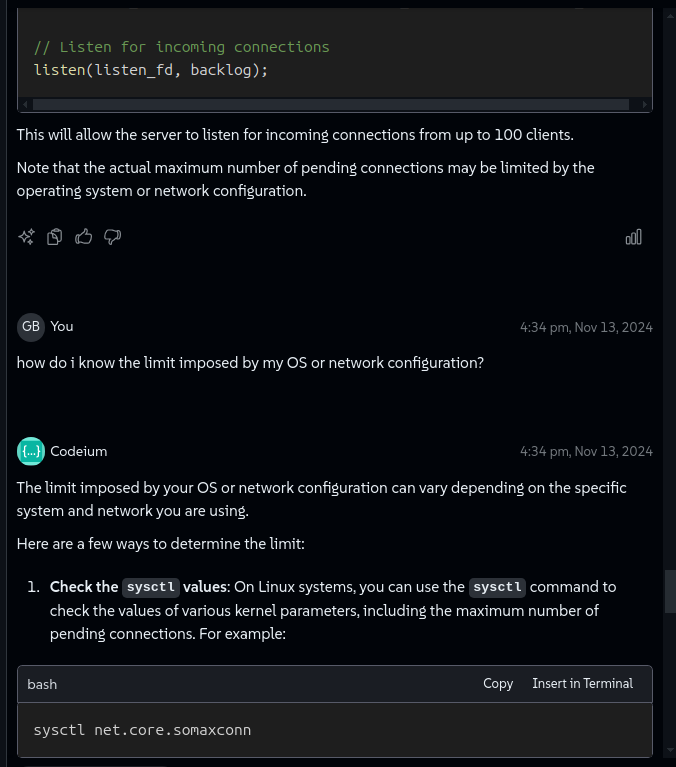 // Listen for incoming connections
listen(listen_fd, backlog);
This will allow the server to listen for incoming connections from up to 100 clients.
Note that the actual maximum number of pending connections may be limited by the
operating system or network configuration.
GB You 4:34 pm, Nov 13, 2024
how do i know the limit imposed by my OS or network configuration?
{...} Codeium 4:34 pm, Nov 13, 2024
The limit imposed by your OS or network configuration can vary depending on the specific
system and network you are using.
Here are a few ways to determine the limit:
1. Check the sysctl values: On Linux systems, you can use the sysctl command to
check the values of various kernel parameters, including the maximum number of
pending connections. For example:
bash Copy Insert in Terminal
sysctl net.core.somaxconn